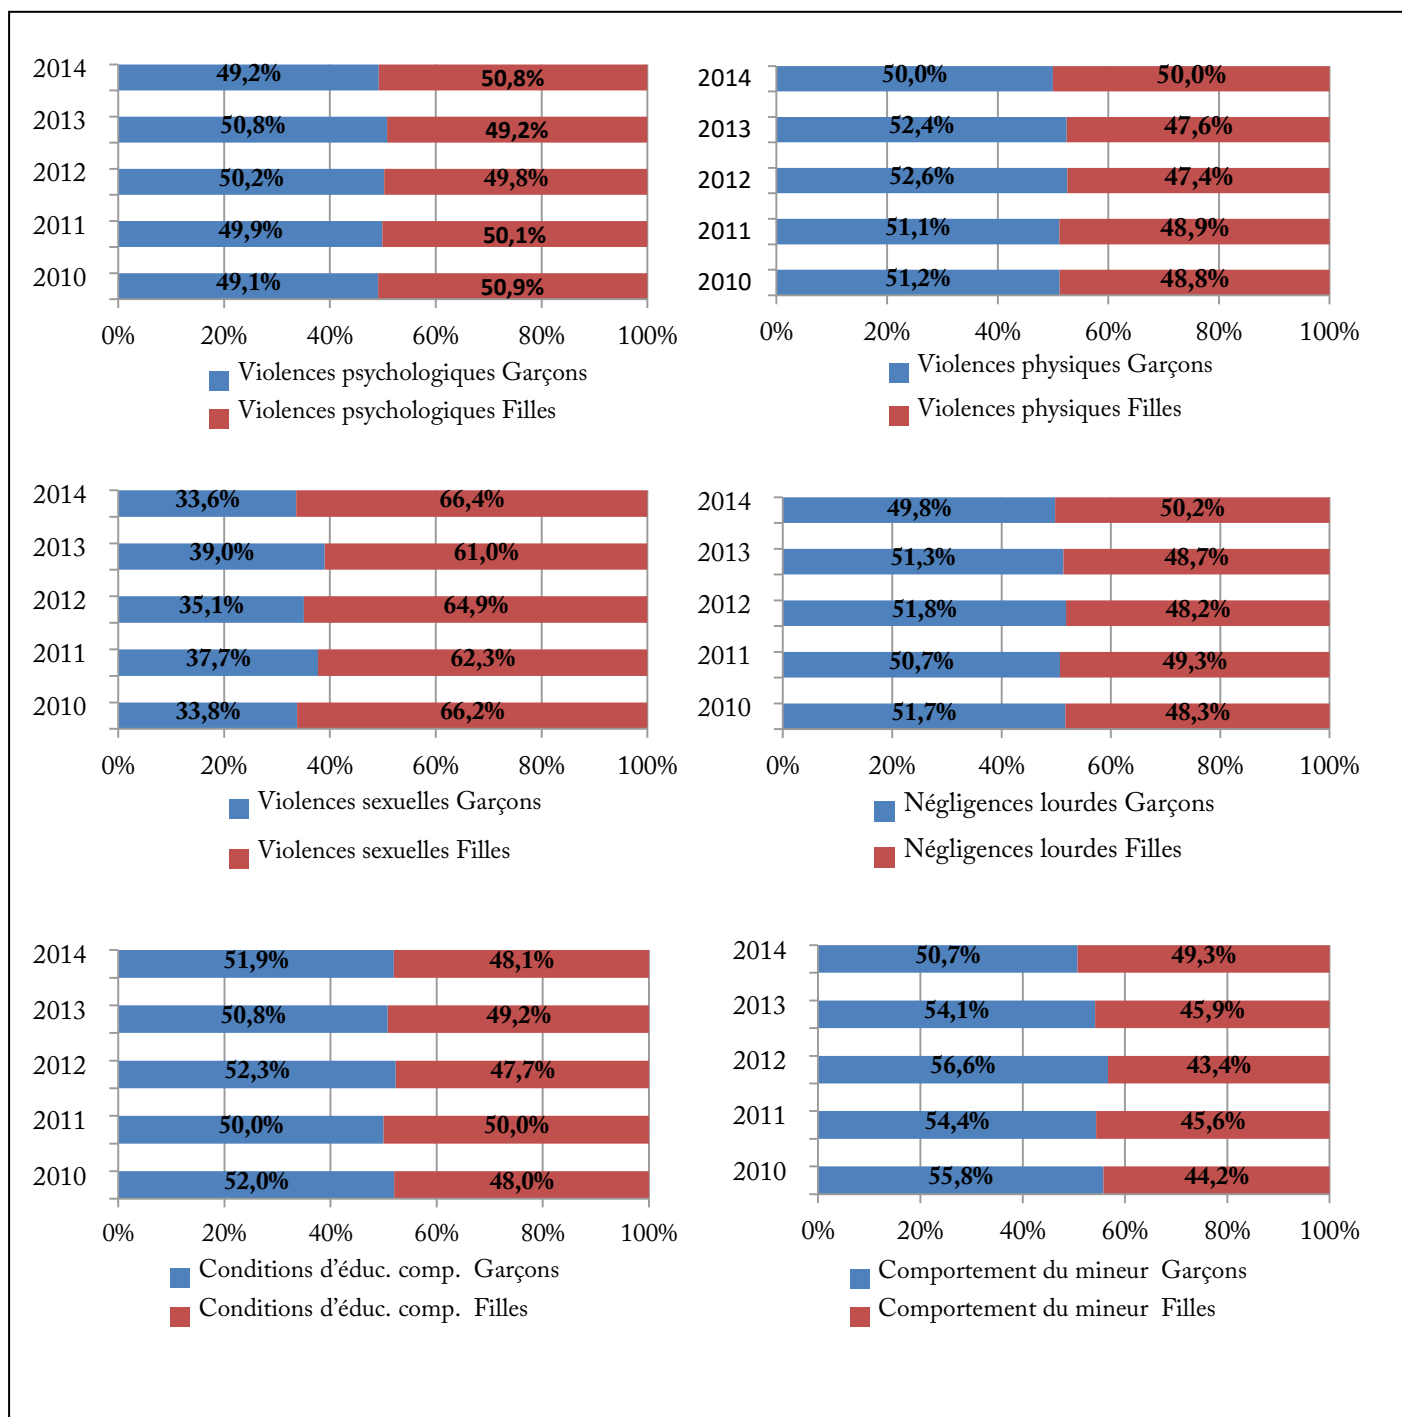 2014 49,2% 50,8%
2013 50,8% 49,2%
2012 50,2% 49,8%
2011 49,9% 50,1%
2010 49,1% 50,9%
0% 20% 40% 60% 80% 100%
Violences psychologiques Garçons
Violences psychologiques Filles
2014 50,0% 50,0%
2013 52,4% 47,6%
2012 52,6% 47,4%
2011 51,1% 48,9%
2010 51,2% 48,8%
0% 20% 40% 60% 80% 100%
Violences physiques Garçons
Violences physiques Filles
2014 33,6% 66,4%
2013 39,0% 61,0%
2012 35,1% 64,9%
2011 37,7% 62,3%
2010 33,8% 66,2%
0% 20% 40% 60% 80% 100%
Violences sexuelles Garçons
Violences sexuelles Filles
2014 49,8% 50,2%
2013 51,3% 48,7%
2012 51,8% 48,2%
2011 50,7% 49,3%
2010 51,7% 48,3%
0% 20% 40% 60% 80% 100%
Négligences lourdes Garçons
Négligences lourdes Filles
2014 51,9% 48,1%
2013 50,8% 49,2%
2012 52,3% 47,7%
2011 50,0% 50,0%
2010 52,0% 48,0%
0% 20% 40% 60% 80% 100%
Conditions d'éduc. comp. Garçons
Conditions d'éduc. comp. Filles
2014 50,7% 49,3%
2013 54,1% 45,9%
2012 56,6% 43,4%
2011 54,4% 45,6%
2010 55,8% 44,2%
0% 20% 40% 60% 80% 100%
Comportement du mineur Garçons
Comportement du mineur Filles